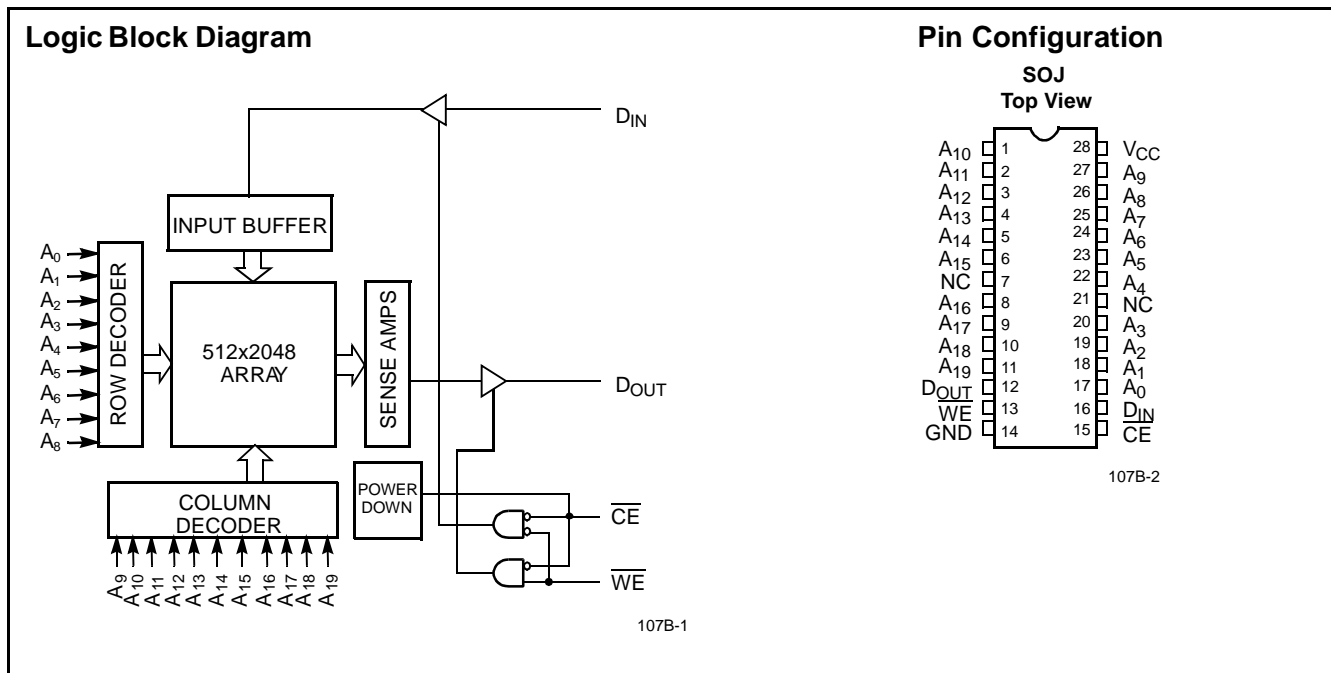 Logic Block Diagram
DIN
INPUT BUFFER
A0
A1
A2
A3
A4
A5
A6
A7
A8
ROW DECODER
512x2048
ARRAY
SENSE AMPS
DOUT
COLUMN
DECODER
POWER
DOWN
CE
WE
A9
A10
A11
A12
A13
A14
A15
A16
A17
A18
A19
107B-1
Pin Configuration
SOJ
Top View
A10 1 28 VCC
A11 2 27 A9
A12 3 26 A8
A13 4 25 A7
A14 5 24 A6
A15 6 23 A5
NC 7 22 A4
A16 8 21 NC
A17 9 20 A3
A18 10 19 A2
A19 11 18 A1
DOUT 12 17 A0
WE 13 16 DIN
GND 14 15 CE
107B-2